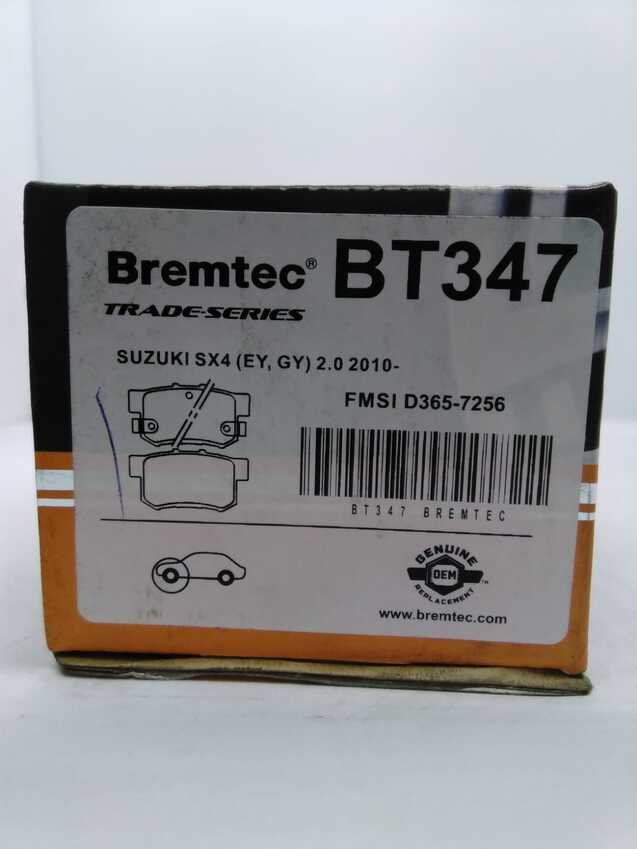 Bremtec® BT347
TRADE-SERIES
SUZUKI SX4 (EY, GY) 2.0 2010-
FMSI D365-7256
BT347 BREMTEC
GENUINE
OEM
REPLACEMENT
™
www.bremtec.com